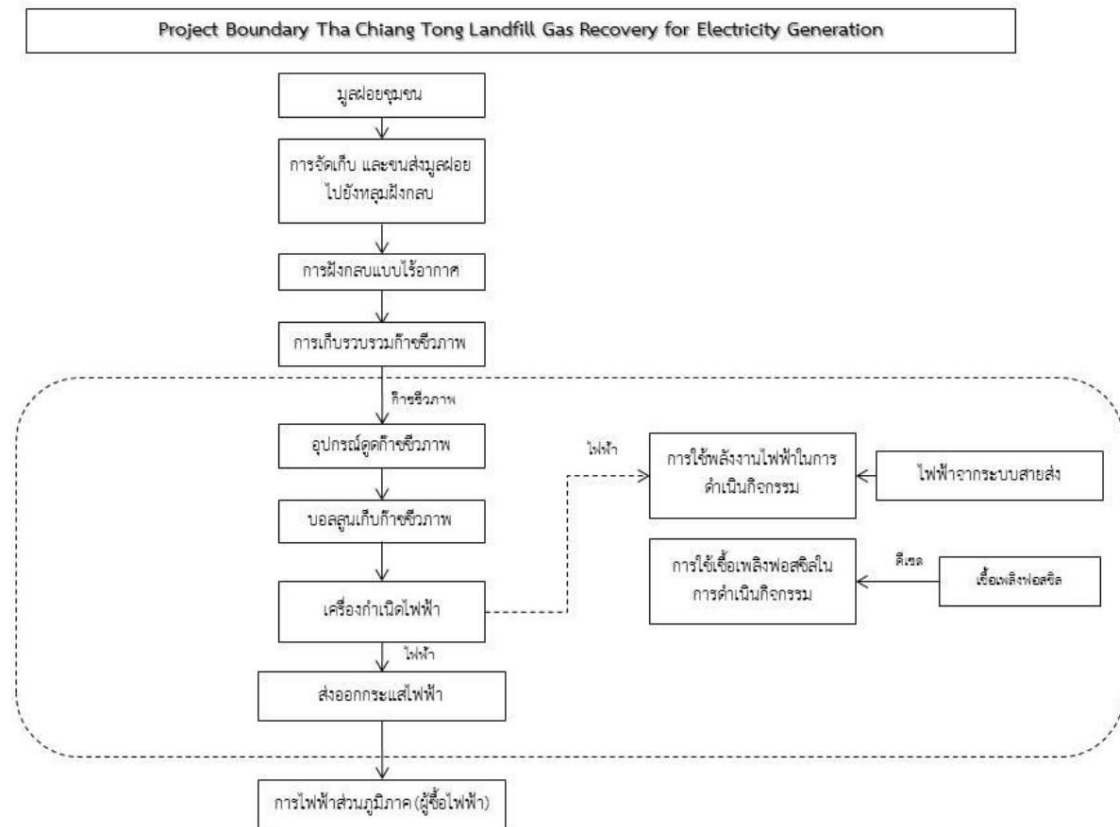 Project Boundary Tha Chiang Tong Landfill Gas Recovery for Electricity Generation
มูลฝอยชุมชน
การจัดเก็บ และขนส่งมูลฝอย
ไปยังหลุมฝังกลบ
การฝังกลบแบบไร้อากาศ
การเก็บรวบรวมก๊าซชีวภาพ
ก๊าซชีวภาพ
อุปกรณ์ดูดก๊าซชีวภาพ
บอลลูนเก็บก๊าซชีวภาพ
เครื่องกำเนิดไฟฟ้า
ไฟฟ้า
ส่งออกกระแสไฟฟ้า
การไฟฟ้าส่วนภูมิภาค (ผู้ซื้อไฟฟ้า)
ไฟฟ้า
การใช้พลังงานไฟฟ้าในการ
ดำเนินกิจกรรม
ไฟฟ้าจากระบบสายส่ง
การใช้เชื้อเพลิงฟอสซิลใน
การดำเนินกิจกรรม
ดีเซล
เชื้อเพลิงฟอสซิล